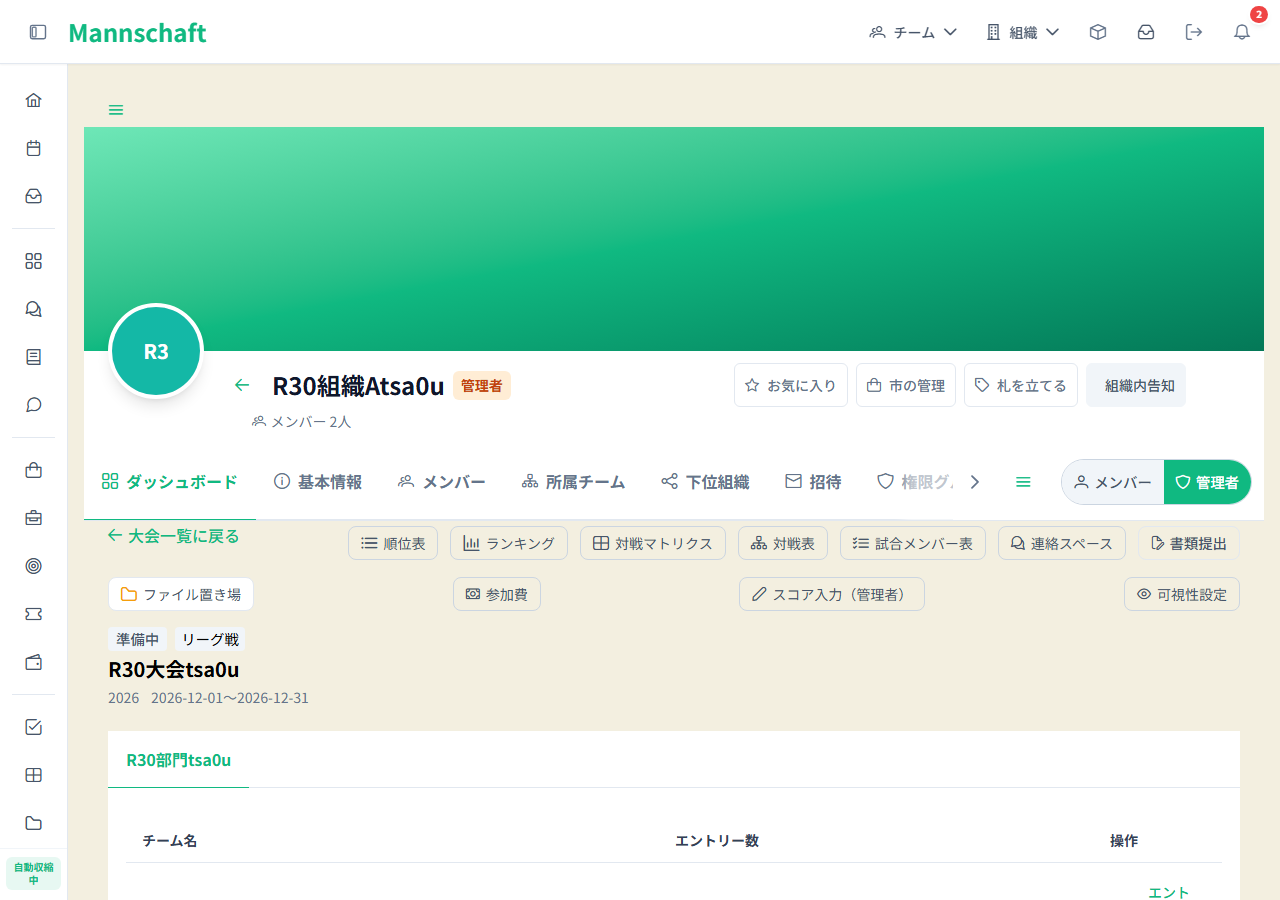 Mannschaft
チーム
組織
2
R3
R30組織Atsa0u
管理者
お気に入り
市の管理
札を立てる
組織内告知
メンバー 2人
ダッシュボード
基本情報
メンバー
所属チーム
下位組織
招待
権限グ
メンバー
管理者
大会一覧に戻る
順位表
ランキング
対戦マトリクス
対戦表
試合メンバー表
連絡スペース
書類提出
ファイル置き場
参加費
スコア入力（管理者）
可視性設定
準備中
リーグ戦
R30大会tsa0u
2026 2026-12-01〜2026-12-31
R30部門tsa0u
チーム名
エントリー数
操作
エント
自動収縮
中